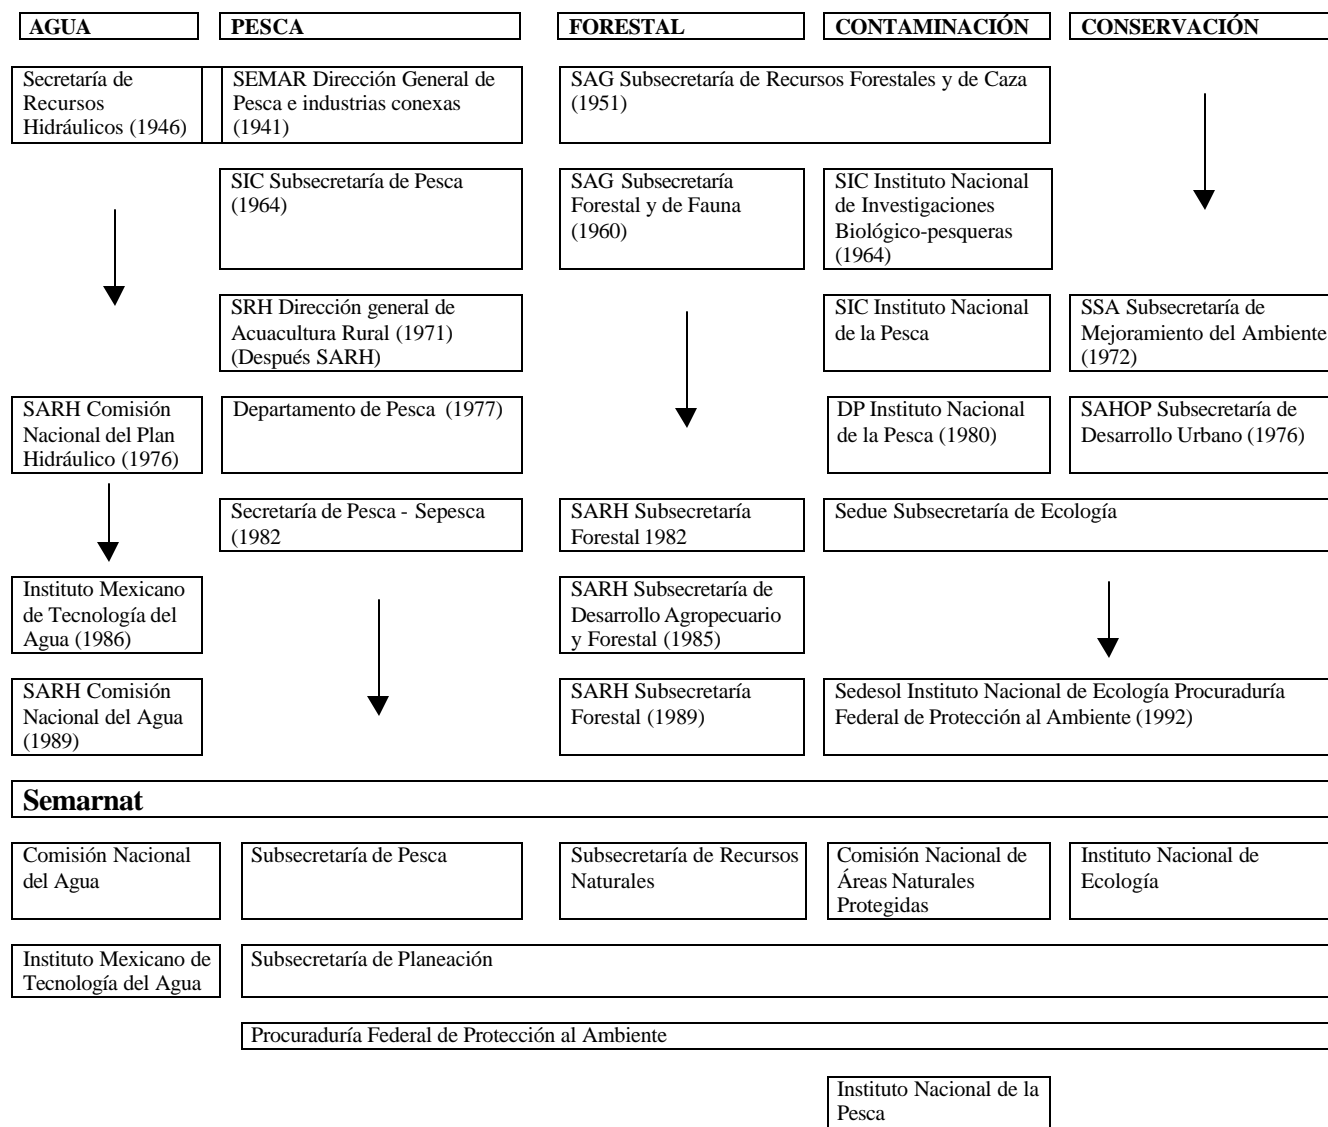 AGUA
PESCA
FORESTAL
CONTAMINACIÓN
CONSERVACIÓN
Secretaría de
Recursos
Hidráulicos (1946)
SEMAR Dirección General de
Pesca e industrias conexas
(1941)
SAG Subsecretaría de Recursos Forestales y de Caza
(1951)
SIC Subsecretaría de Pesca
(1964)
SAG Subsecretaría
Forestal y de Fauna
(1960)
SIC Instituto Nacional
de Investigaciones
Biológico-pesqueras
(1964)
SRH Dirección general de
Acuacultura Rural (1971)
(Después SARH)
SIC Instituto Nacional
de la Pesca
SSA Subsecretaría de
Mejoramiento del Ambiente
(1972)
SARH Comisión
Nacional del Plan
Hidráulico (1976)
Departamento de Pesca (1977)
DP Instituto Nacional
de la Pesca (1980)
SAHOP Subsecretaría de
Desarrollo Urbano (1976)
Secretaría de Pesca - Sepesca
(1982
SARH Subsecretaría
Forestal 1982
Sedue Subsecretaría de Ecología
Instituto Mexicano
de Tecnología del
Agua (1986)
SARH Subsecretaría de
Desarrollo Agropecuario
y Forestal (1985)
SARH Comisión
Nacional del Agua
(1989)
SARH Subsecretaría
Forestal (1989)
Sedesol Instituto Nacional de Ecología Procuraduría
Federal de Protección al Ambiente (1992)
Semarnat
Comisión Nacional
del Agua
Subsecretaría de Pesca
Subsecretaría de Recursos
Naturales
Comisión Nacional de
Áreas Naturales
Protegidas
Instituto Nacional de
Ecología
Instituto Mexicano de
Tecnología del Agua
Subsecretaría de Planeación
Procuraduría Federal de Protección al Ambiente
Instituto Nacional de la
Pesca